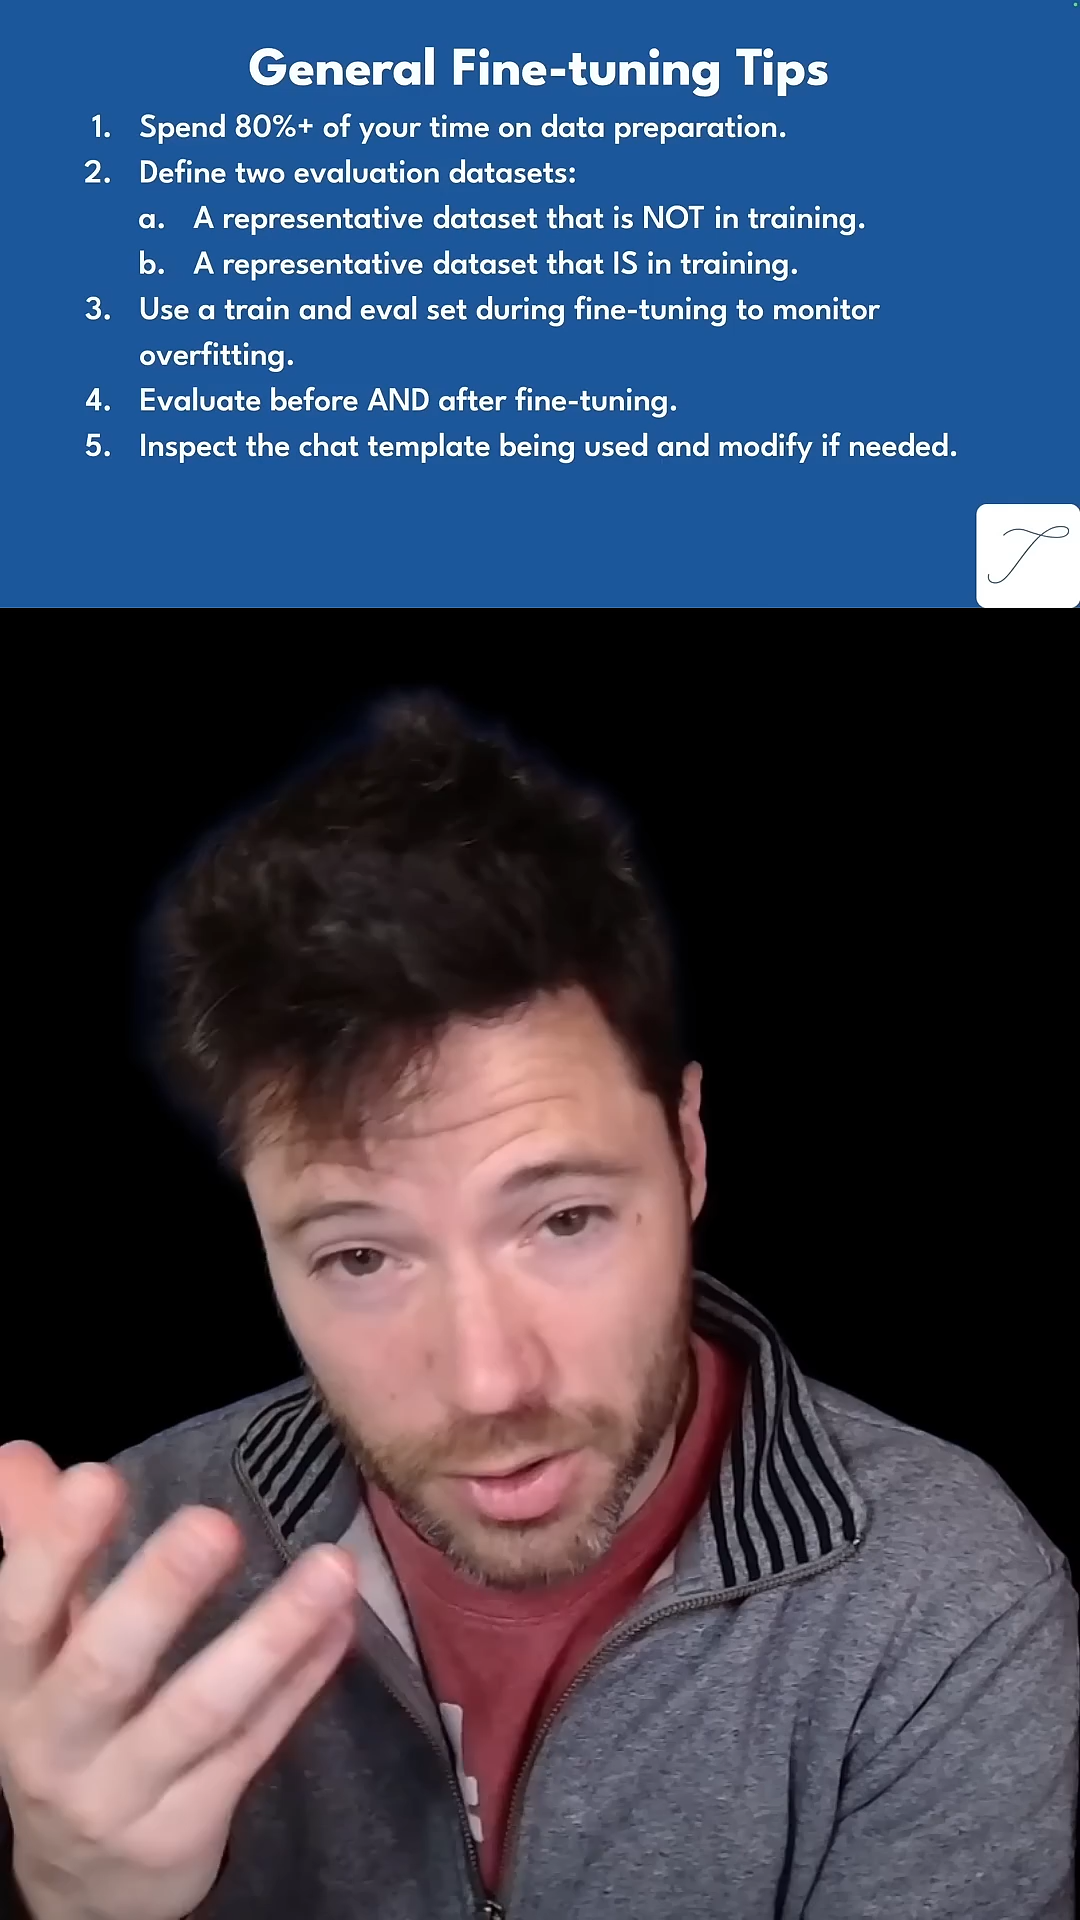 General Fine-tuning Tips
1. Spend 80%+ of your time on data preparation.
2. Define two evaluation datasets:
a. A representative dataset that is NOT in training.
b. A representative dataset that IS in training.
3. Use a train and eval set during fine-tuning to monitor
overfitting.
4. Evaluate before AND after fine-tuning.
5. Inspect the chat template being used and modify if needed.